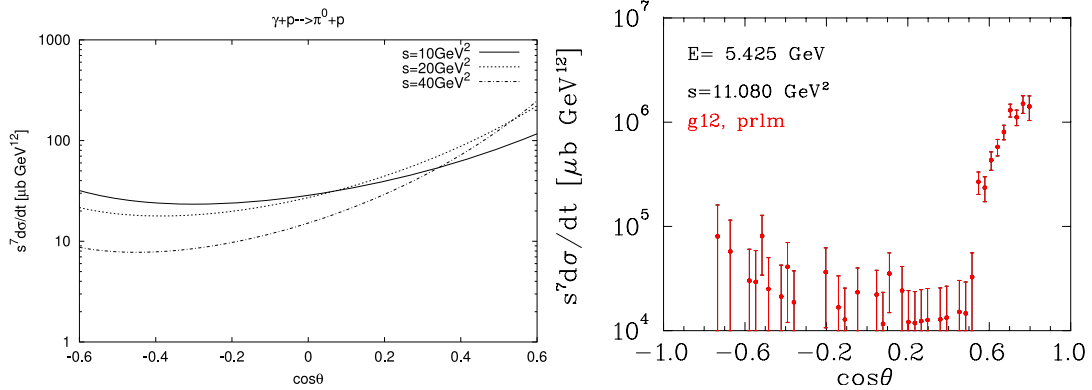 γ+p-->π⁰+p
s=10GeV²
s=20GeV²
s=40GeV²
1000
100
10
1
s⁷dσ/dt [μb GeV¹²]
-0.6 -0.4 -0.2 0 0.2 0.4 0.6
cosθ
E= 5.425 GeV
s=11.080 GeV²
g12, prlm
10⁷
10⁶
10⁵
10⁴
s⁷dσ/dt [μb GeV¹²]
−1.0 −0.6 −0.2 0.2 0.6 1.0
cosθ